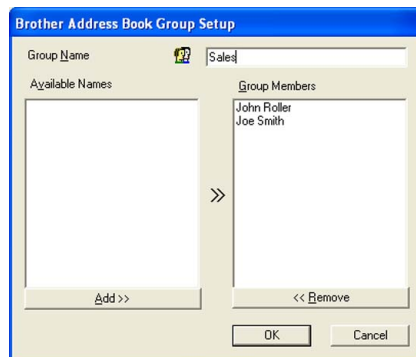 Brother Address Book Group Setup
Group Name
Sales
Available Names
Group Members
John Roller
Joe Smith
Add >>
<< Remove
OK
Cancel